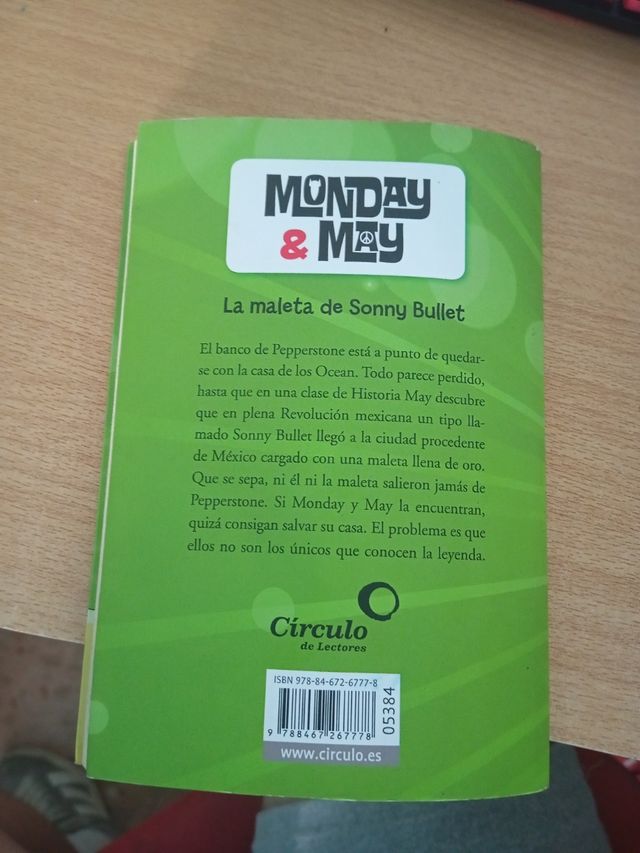 MONDAY
& MAY
La maleta de Sonny Bullet
El banco de Pepperstone está a punto de quedar-
se con la casa de los Ocean. Todo parece perdido,
hasta que en una clase de Historia May descubre
que en plena Revolución mexicana un tipo lla-
mado Sonny Bullet llegó a la ciudad procedente
de México cargado con una maleta llena de oro.
Que se sepa, ni él ni la maleta salieron jamás de
Pepperstone. Si Monday y May la encuentran,
quizá consigan salvar su casa. El problema es que
ellos no son los únicos que conocen la leyenda.
Círculo
de Lectores
ISBN 978-84-672-6777-8
05384
9 788467 267778
www.circulo.es